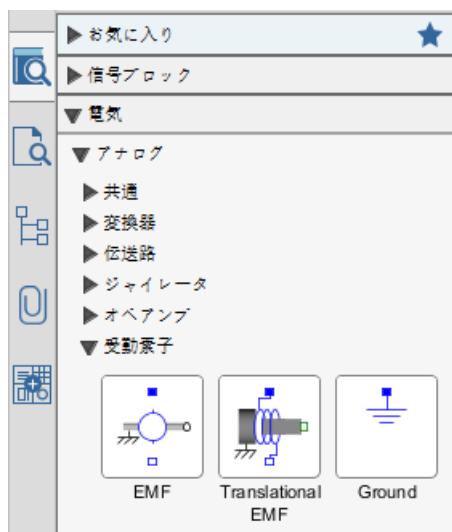 お気に入り
信号ブロック
電気
アナログ
共通
変換器
伝送路
ジャイレータ
オペアンプ
受動素子
EMF
Translational
EMF
Ground